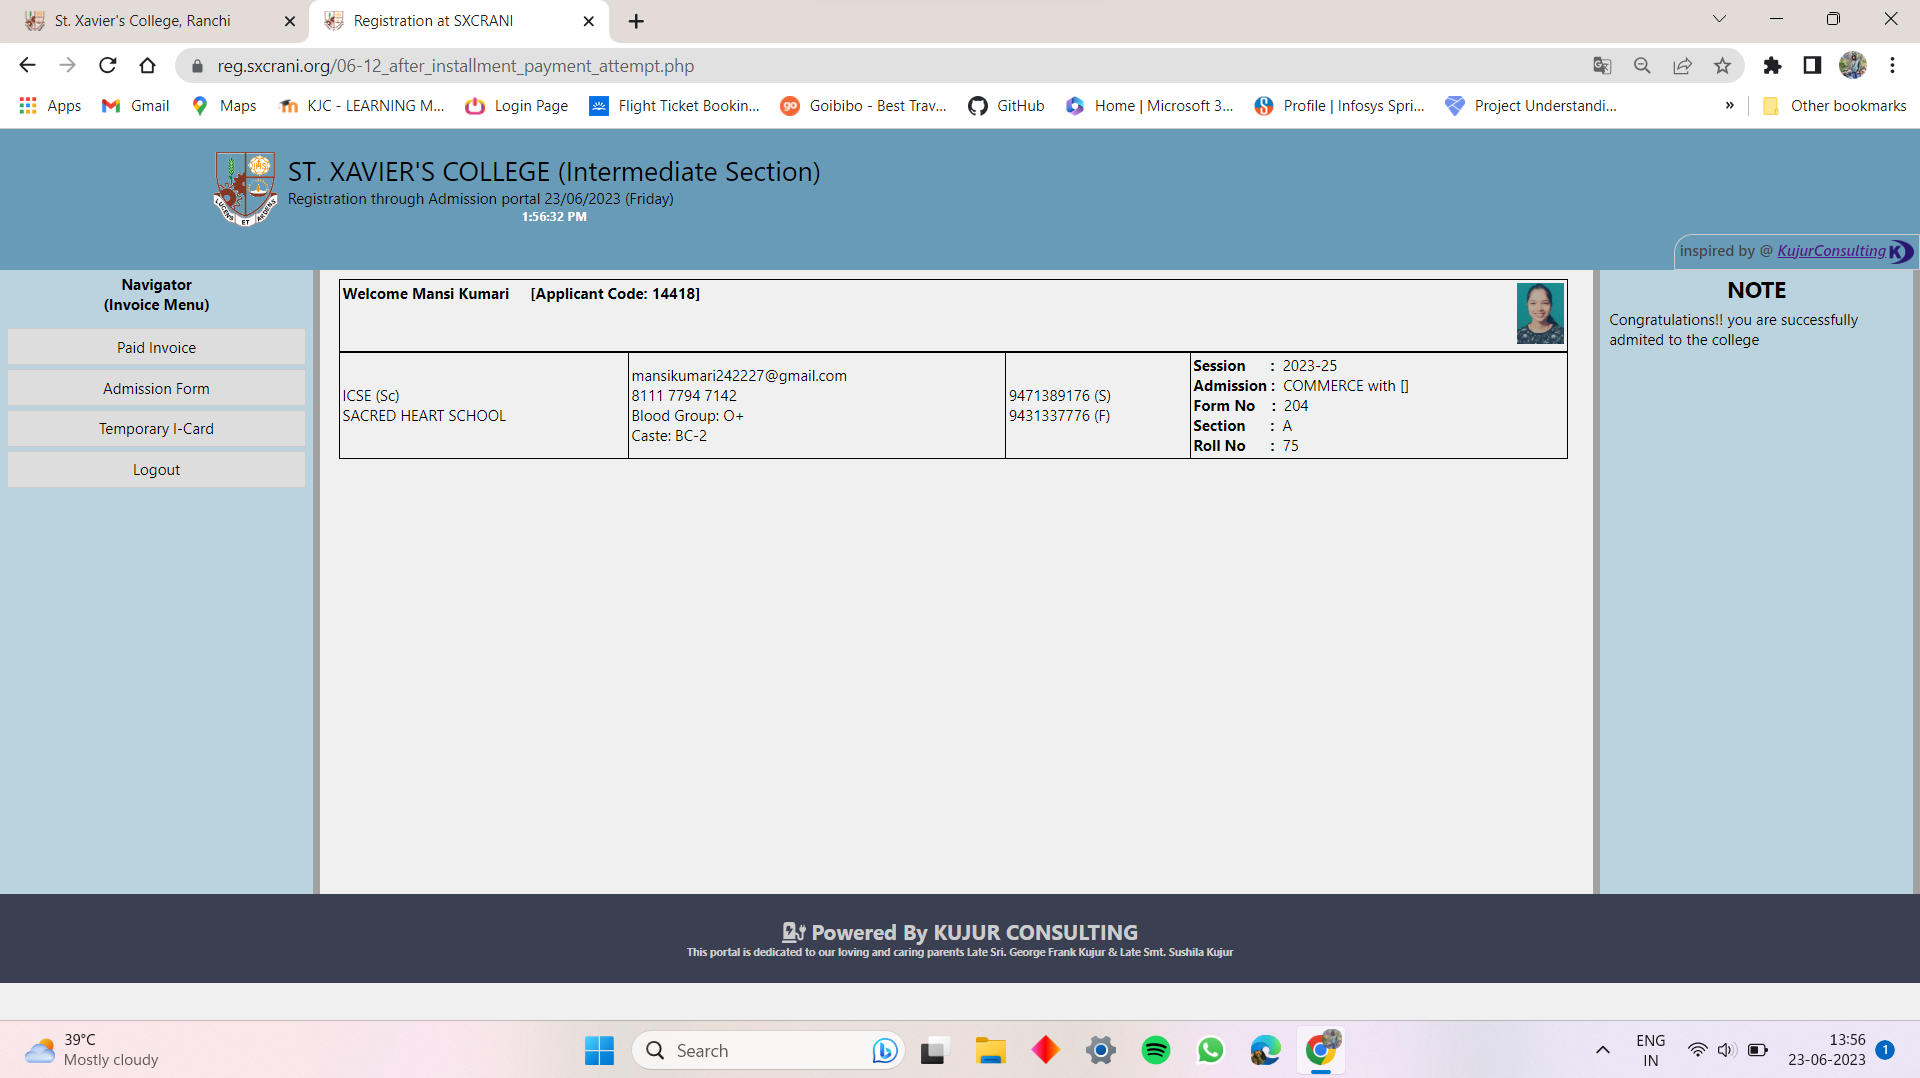 St. Xavier's College, Ranchi
Registration at SXCRANI
reg.sxcrani.org/06-12_after_installment_payment_attempt.php
Apps
Gmail
Maps
KJC - LEARNING M...
Login Page
Flight Ticket Bookin...
Goibibo - Best Trav...
GitHub
Home | Microsoft 3...
Profile | Infosys Spri...
Project Understandi...
»
Other bookmarks
ST. XAVIER'S COLLEGE (Intermediate Section)
Registration through Admission portal 23/06/2023 (Friday)
1:56:32 PM
inspired by @ KujurConsulting K
Navigator
(Invoice Menu)
Paid Invoice
Admission Form
Temporary I-Card
Logout
Welcome Mansi Kumari [Applicant Code: 14418]
ICSE (Sc)
SACRED HEART SCHOOL
mansikumari242227@gmail.com
8111 7794 7142
Blood Group: O+
Caste: BC-2
9471389176 (S)
9431337776 (F)
Session : 2023-25
Admission : COMMERCE with []
Form No : 204
Section : A
Roll No : 75
NOTE
Congratulations!! you are successfully
admited to the college
Powered By KUJUR CONSULTING
This portal is dedicated to our loving and caring parents Late Sri. George Frank Kujur & Late Smt. Sushila Kujur
39°C
Mostly cloudy
Search
ENG
IN
13:56
23-06-2023
1